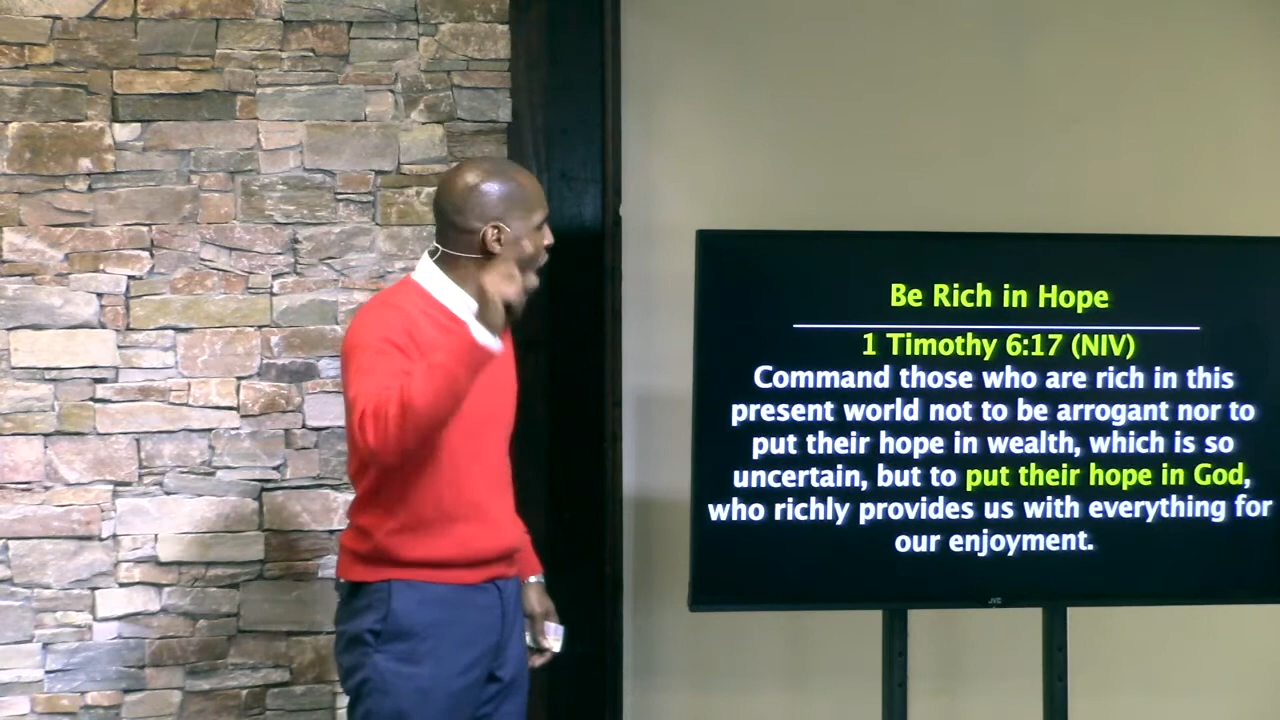 Be Rich in Hope
1 Timothy 6:17 (NIV)
Command those who are rich in this
present world not to be arrogant nor to
put their hope in wealth, which is so
uncertain, but to put their hope in God,
who richly provides us with everything for
our enjoyment.
JVC